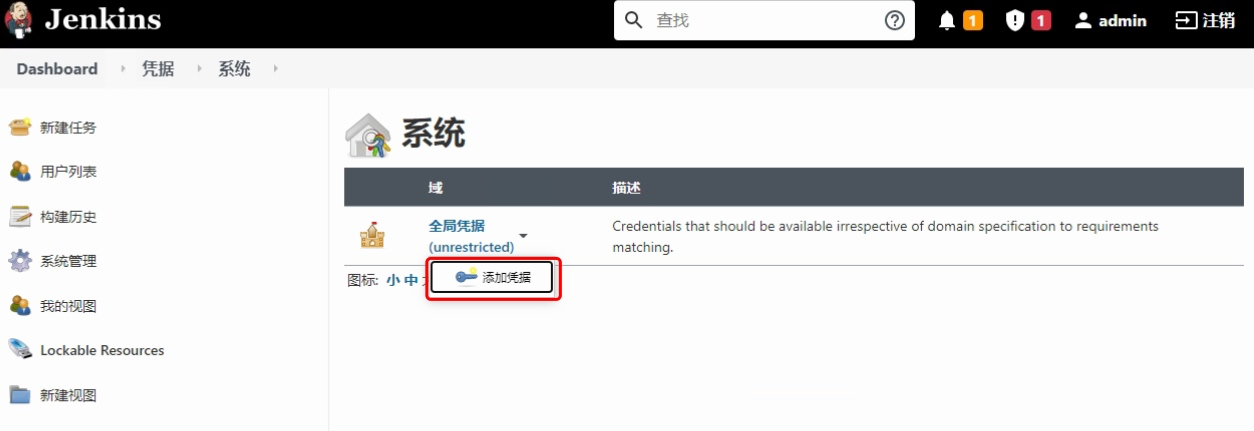 Jenkins
查找
1
1
admin
注销
Dashboard
凭据
系统
新建任务
用户列表
构建历史
系统管理
我的视图
Lockable Resources
新建视图
系统
域 描述
全局凭据
(unrestricted)
Credentials that should be available irrespective of domain specification to requirements
matching.
图标: 小 中
添加凭据